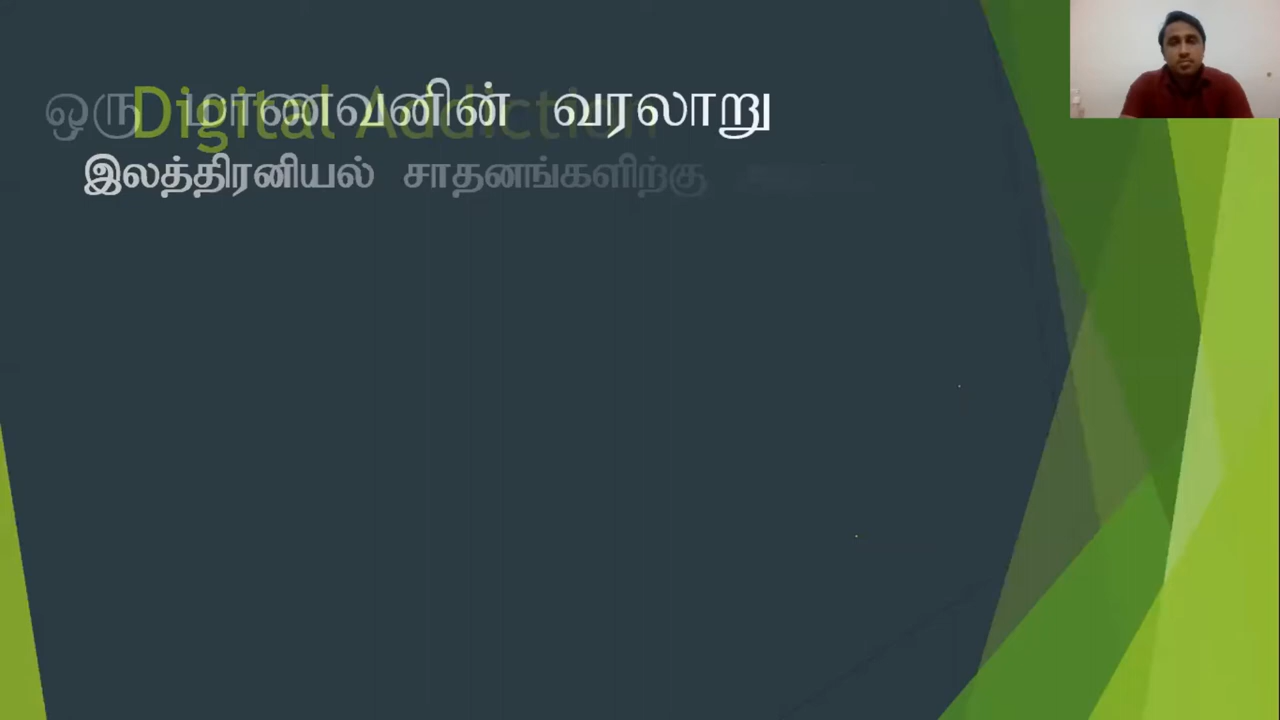 Digital Addiction
ஒரு மாணவனின் வரலாறு
இலத்திரனியல் சாதனங்களிற்கு